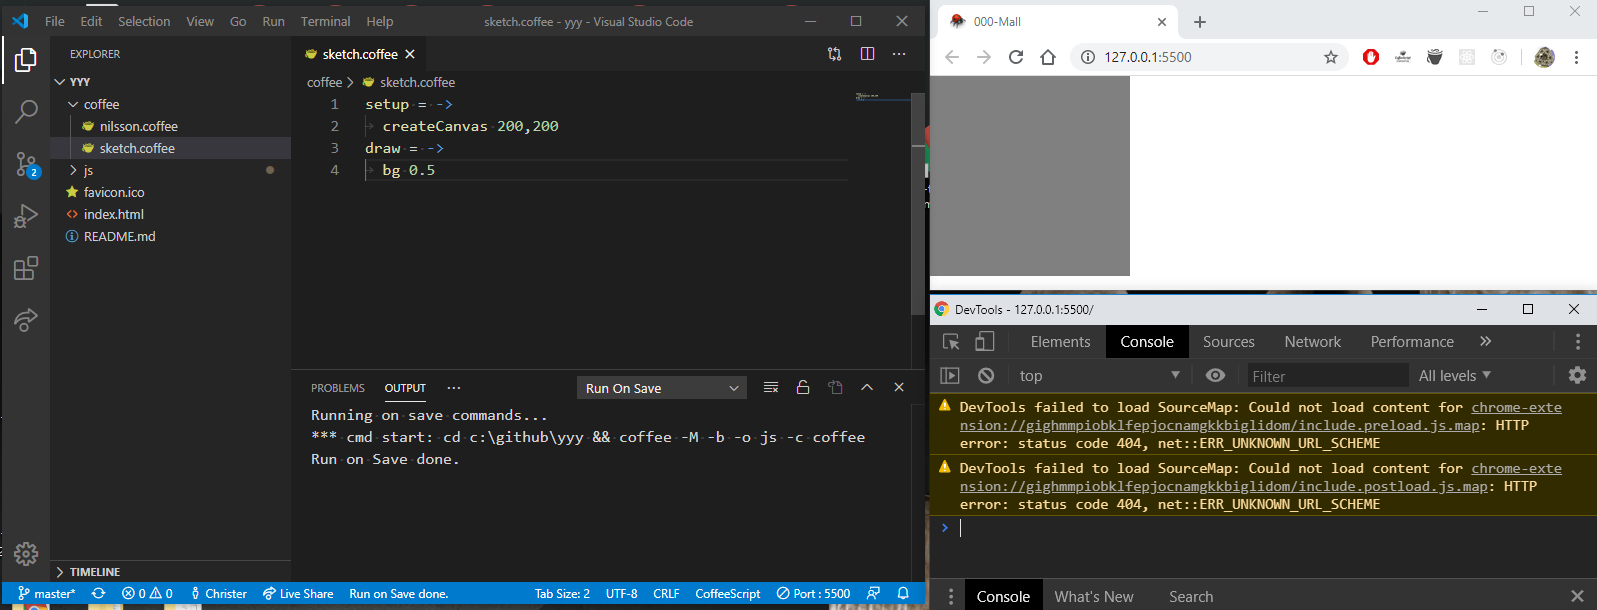 File Edit Selection View Go Run Terminal Help sketch.coffee - yyy - Visual Studio Code
EXPLORER
YYY
coffee
nilsson.coffee
sketch.coffee
js
favicon.ico
index.html
README.md
TIMELINE
2
sketch.coffee
coffee > sketch.coffee
1 setup = ->
2 createCanvas 200,200
3 draw = ->
4 bg 0.5
PROBLEMS OUTPUT ... Run On Save
Running on save commands...
*** cmd start: cd c:\github\yyy && coffee -M -b -o js -c coffee
Run on Save done.
master* 0 0 Christer Live Share Run on Save done. Tab Size: 2 UTF-8 CRLF CoffeeScript Port : 5500
000-Mall
127.0.0.1:5500
DevTools - 127.0.0.1:5500/
Elements Console Sources Network Performance »
top Filter All levels
DevTools failed to load SourceMap: Could not load content for chrome-exte
nsion://gighmmpiobklfepjocnamgkkbiglidom/include.preload.js.map: HTTP
error: status code 404, net::ERR_UNKNOWN_URL_SCHEME
DevTools failed to load SourceMap: Could not load content for chrome-exte
nsion://gighmmpiobklfepjocnamgkkbiglidom/include.postload.js.map: HTTP
error: status code 404, net::ERR_UNKNOWN_URL_SCHEME
>
Console What's New Search